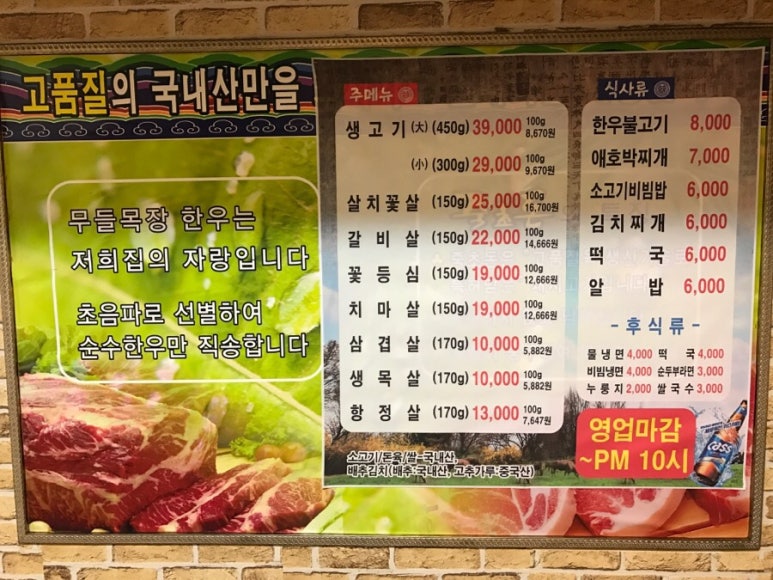 고품질의 국내산만을
무들목장 한우는
저희집의 자랑입니다
초음파로 선별하여
순수한우만 직송합니다
주메뉴
생고기 (大) (450g) 39,000 100g 8,670원
(小) (300g) 29,000 100g 9,670원
살치꽃살 (150g) 25,000 100g 16,700원
갈비살 (150g) 22,000 100g 14,666원
꽃등심 (150g) 19,000 100g 12,666원
치마살 (150g) 19,000 100g 12,666원
삼겹살 (170g) 10,000 100g 5,882원
생목살 (170g) 10,000 100g 5,882원
항정살 (170g) 13,000 100g 7,647원
소고기/돈육/쌀-국내산,
배추김치(배추:국내산, 고추가루:중국산)
식사류
한우불고기 8,000
애호박찌개 7,000
소고기비빔밥 6,000
김치찌개 6,000
떡국 6,000
알밥 6,000
- 후식류 -
물냉면 4,000 떡국 4,000
비빔냉면 4,000 순두부라면 3,000
누룽지 2,000 쌀국수 3,000
영업마감
~PM 10시
cass